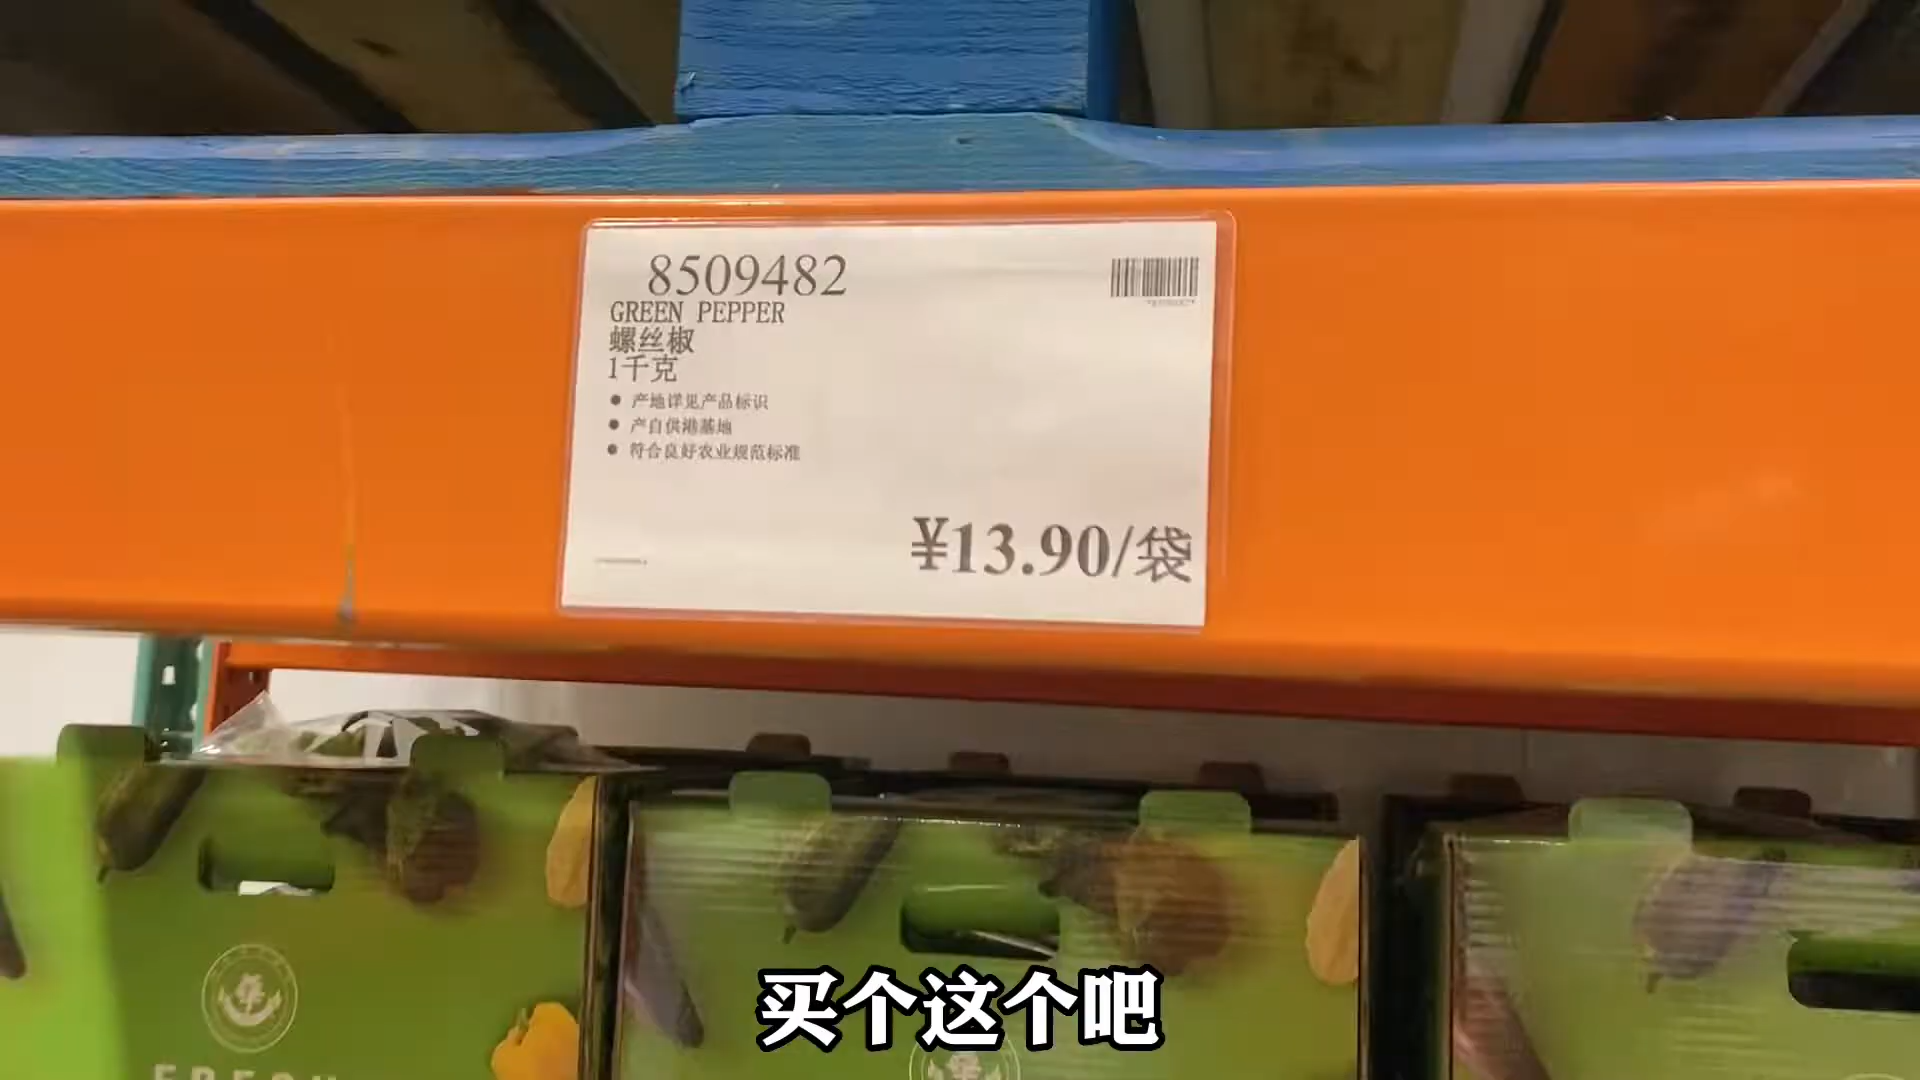 8509482
GREEN PEPPER
螺丝椒
1千克
● 产地详见产品标识
● 产自供港基地
● 符合良好农业规范标准
¥13.90/袋
买个这个吧